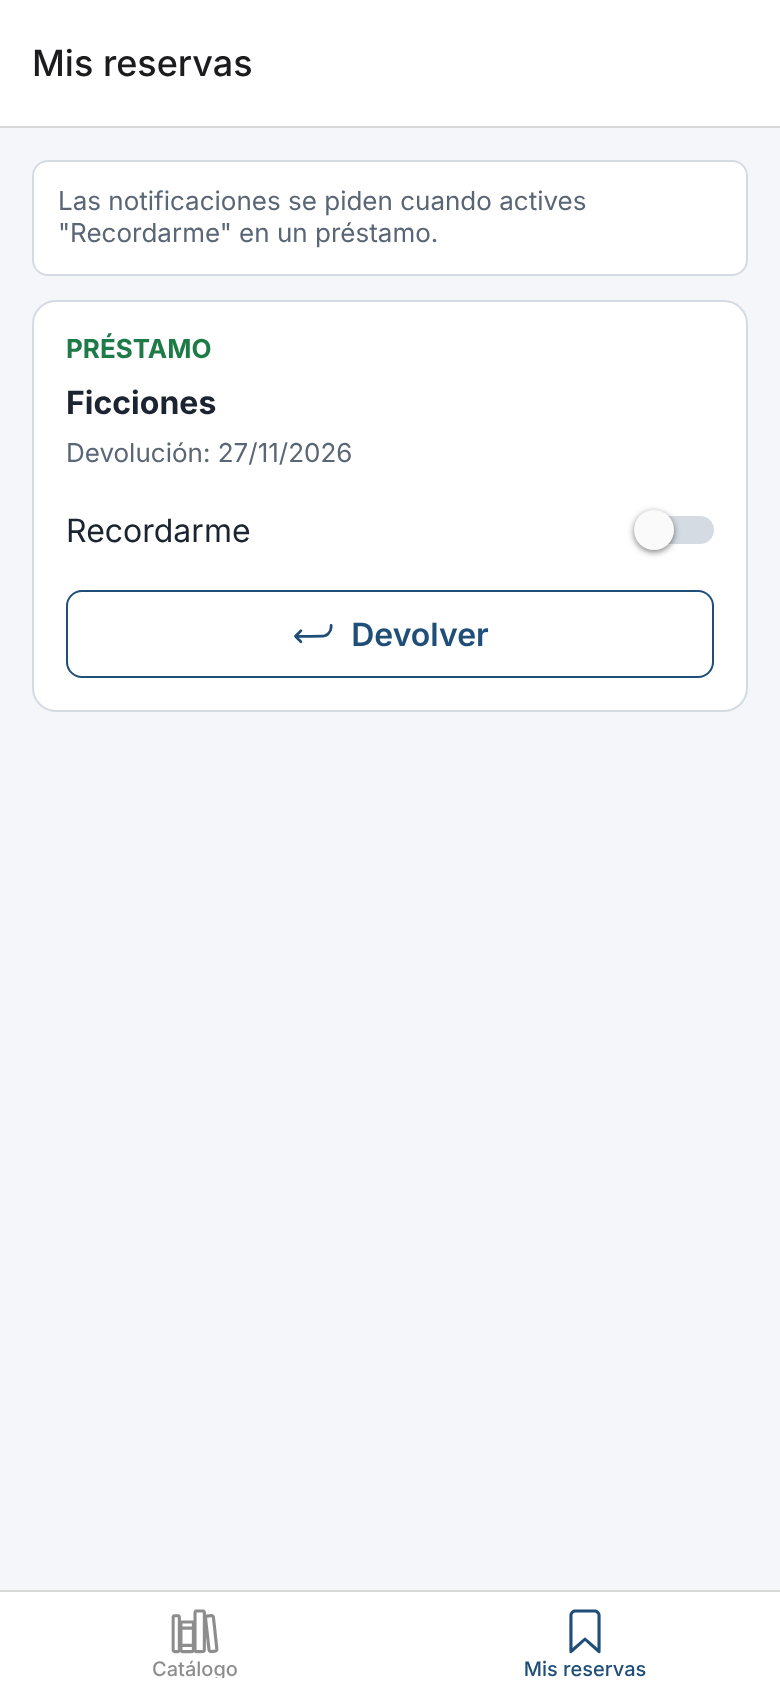 Mis reservas
Las notificaciones se piden cuando actives
"Recordarme" en un préstamo.
PRÉSTAMO
Ficciones
Devolución: 27/11/2026
Recordarme
Devolver
Catálogo
Mis reservas